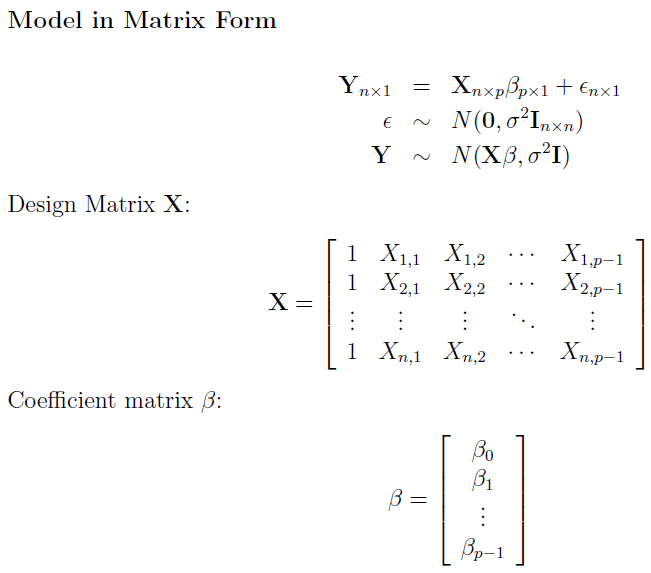 Model in Matrix Form
Y_{n×1} = X_{n×p}β_{p×1} + ϵ_{n×1}
ϵ ∼ N(0, σ²I_{n×n})
Y ∼ N(Xβ, σ²I)
Design Matrix X:
X = [
1 X_{1,1} X_{1,2} ⋯ X_{1,p−1}
1 X_{2,1} X_{2,2} ⋯ X_{2,p−1}
⋮ ⋮ ⋮ ⋱ ⋮
1 X_{n,1} X_{n,2} ⋯ X_{n,p−1}
]
Coefficient matrix β:
β = [
β_0
β_1
⋮
β_{p−1}
]